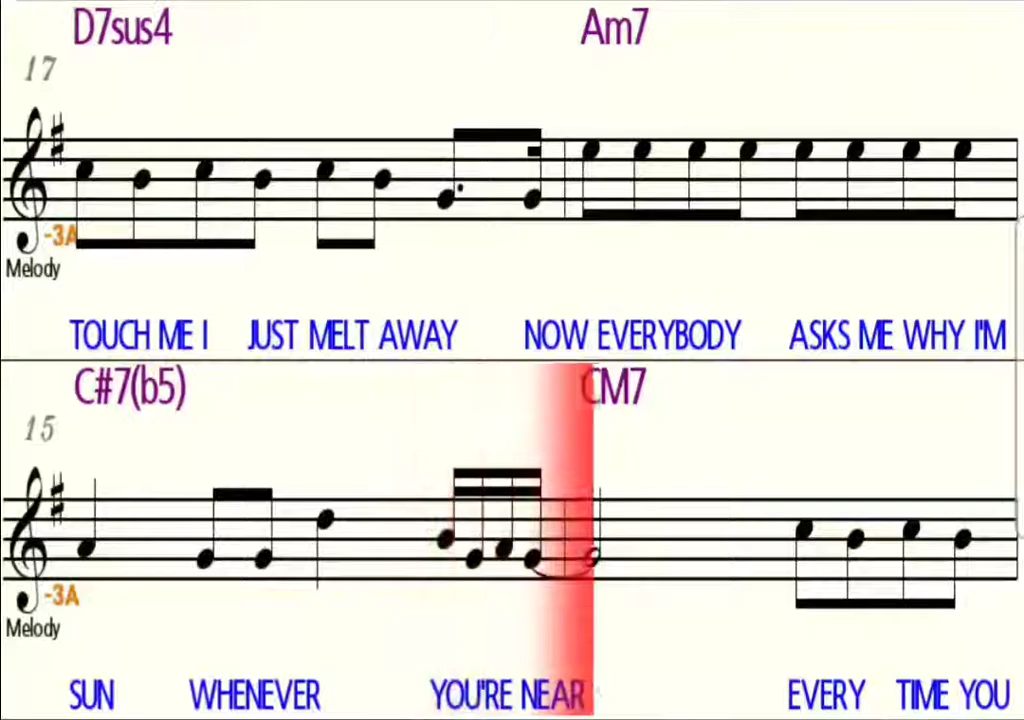 D7sus4 Am7
17
-3A
Melody
TOUCH ME I JUST MELT AWAY NOW EVERYBODY ASKS ME WHY I'M
C#7(b5) CM7
15
-3A
Melody
SUN WHENEVER YOU'RE NEAR EVERY TIME YOU